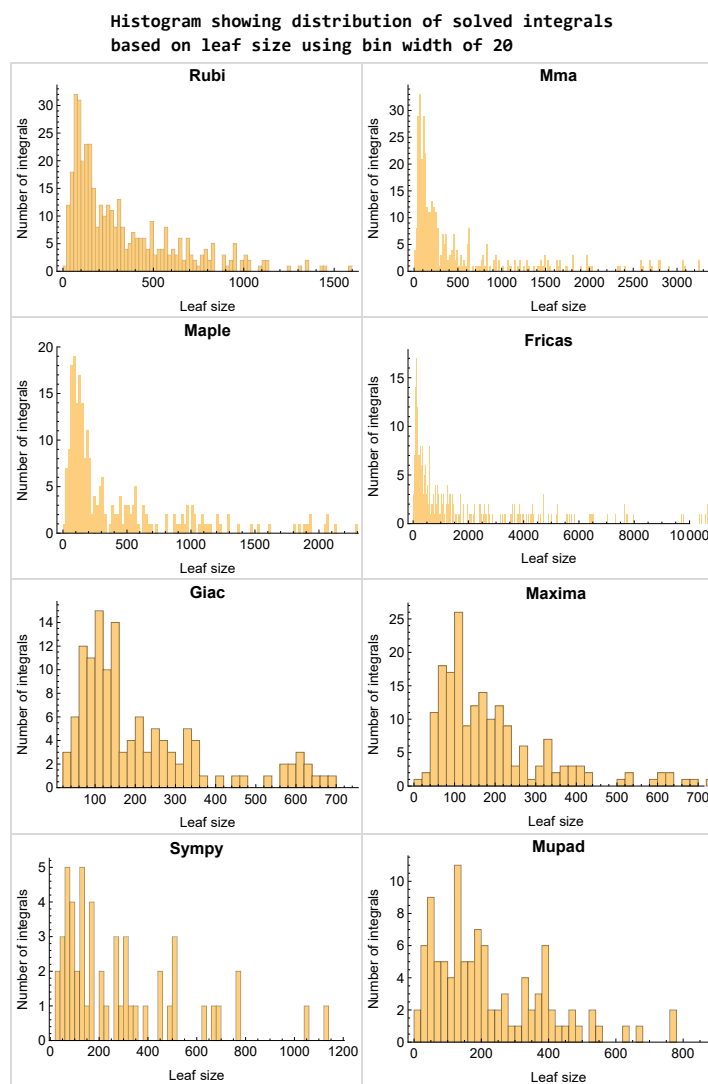 Histogram showing distribution of solved integrals
based on leaf size using bin width of 20
Rubi
Number of integrals
30
25
20
15
10
5
0
0 500 1000 1500
Leaf size
Mma
Number of integrals
30
25
20
15
10
5
0
0 500 1000 1500 2000 2500 3000
Leaf size
Maple
Number of integrals
20
15
10
5
0
0 500 1000 1500 2000
Leaf size
Fricas
Number of integrals
15
10
5
0
0 2000 4000 6000 8000 10000
Leaf size
Giac
Number of integrals
14
12
10
8
6
4
2
0
100 200 300 400 500 600 700
Leaf size
Maxima
Number of integrals
25
20
15
10
5
0
0 100 200 300 400 500 600 700
Leaf size
Sympy
Number of integrals
5
4
3
2
1
0
0 200 400 600 800 1000 1200
Leaf size
Mupad
Number of integrals
10
8
6
4
2
0
0 200 400 600 800
Leaf size